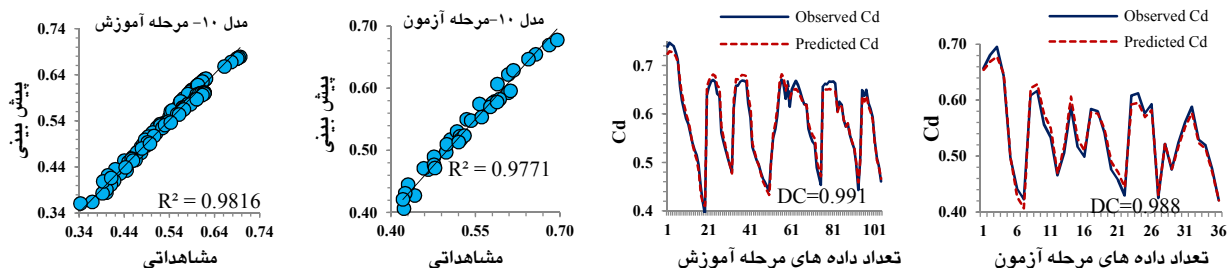 مدل ۱۰- مرحله آموزش
0.74
0.64
0.54
0.44
0.34
پیش بینی
R² = 0.9816
0.34 0.44 0.54 0.64 0.74
مشاهداتی
مدل ۱۰-مرحله آزمون
0.70
0.60
0.50
0.40
پیش بینی
R² = 0.9771
0.40 0.50 0.60 0.70
مشاهداتی
Observed Cd
Predicted Cd
0.7
0.6
0.5
0.4
Cd
DC=0.991
1 21 41 61 81 101
تعداد داده های مرحله آموزش
Observed Cd
Predicted Cd
0.70
0.60
0.50
0.40
Cd
DC=0.988
1 6 11 16 21 26 31 36
تعداد داده های مرحله آزمون